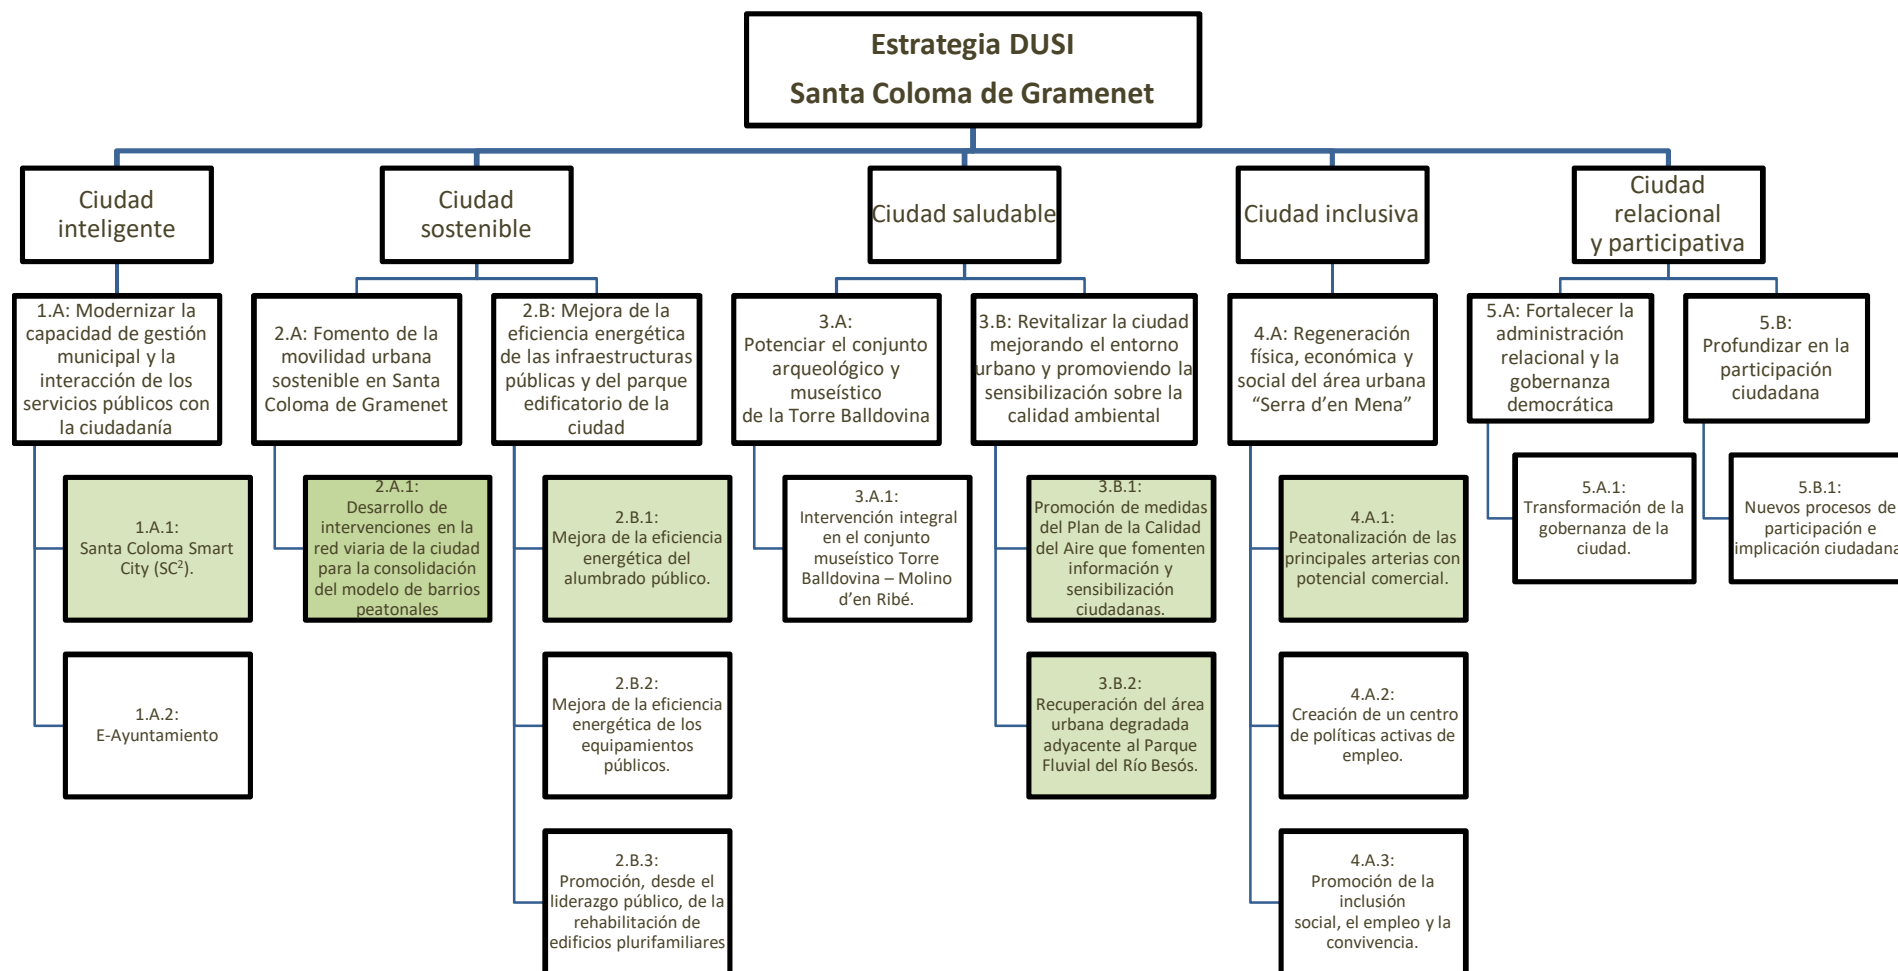 Estrategia DUSI
Santa Coloma de Gramenet
Ciudad
inteligente
Ciudad
sostenible
Ciudad saludable
Ciudad inclusiva
Ciudad
relacional
y participativa
1.A: Modernizar la
capacidad de gestión
municipal y la
interacción de los
servicios públicos con
la ciudadanía
2.A: Fomento de la
movilidad urbana
sostenible en Santa
Coloma de Gramenet
2.B: Mejora de la
eficiencia energética
de las infraestructuras
públicas y del parque
edificatorio de la
ciudad
3.A:
Potenciar el conjunto
arqueológico y
museístico
de la Torre Balldovina
3.B: Revitalizar la ciudad
mejorando el entorno
urbano y promoviendo la
sensibilización sobre la
calidad ambiental
4.A: Regeneración
física, económica y
social del área urbana
“Serra d’en Mena”
5.A: Fortalecer la
administración
relacional y la
gobernanza
democrática
5.B:
Profundizar en la
participación
ciudadana
1.A.1:
Santa Coloma Smart
City (SC²).
2.A.1:
Desarrollo de
intervenciones en la
red viaria de la ciudad
para la consolidación
del modelo de barrios
peatonales
2.B.1:
Mejora de la eficiencia
energética del
alumbrado público.
3.A.1:
Intervención integral
en el conjunto
museístico Torre
Balldovina – Molino
d’en Ribé.
3.B.1:
Promoción de medidas
del Plan de la Calidad
del Aire que fomenten
información y
sensibilización
ciudadanas.
4.A.1:
Peatonalización de las
principales arterias con
potencial comercial.
5.A.1:
Transformación de la
gobernanza de la
ciudad.
5.B.1:
Nuevos procesos de
participación e
implicación ciudadana
1.A.2:
E-Ayuntamiento
2.B.2:
Mejora de la eficiencia
energética de los
equipamientos
públicos.
3.B.2:
Recuperación del área
urbana degradada
adyacente al Parque
Fluvial del Río Besós.
4.A.2:
Creación de un centro
de políticas activas de
empleo.
2.B.3:
Promoción, desde el
liderazgo público, de la
rehabilitación de
edificios plurifamiliares
4.A.3:
Promoción de la
inclusión
social, el empleo y la
convivencia.